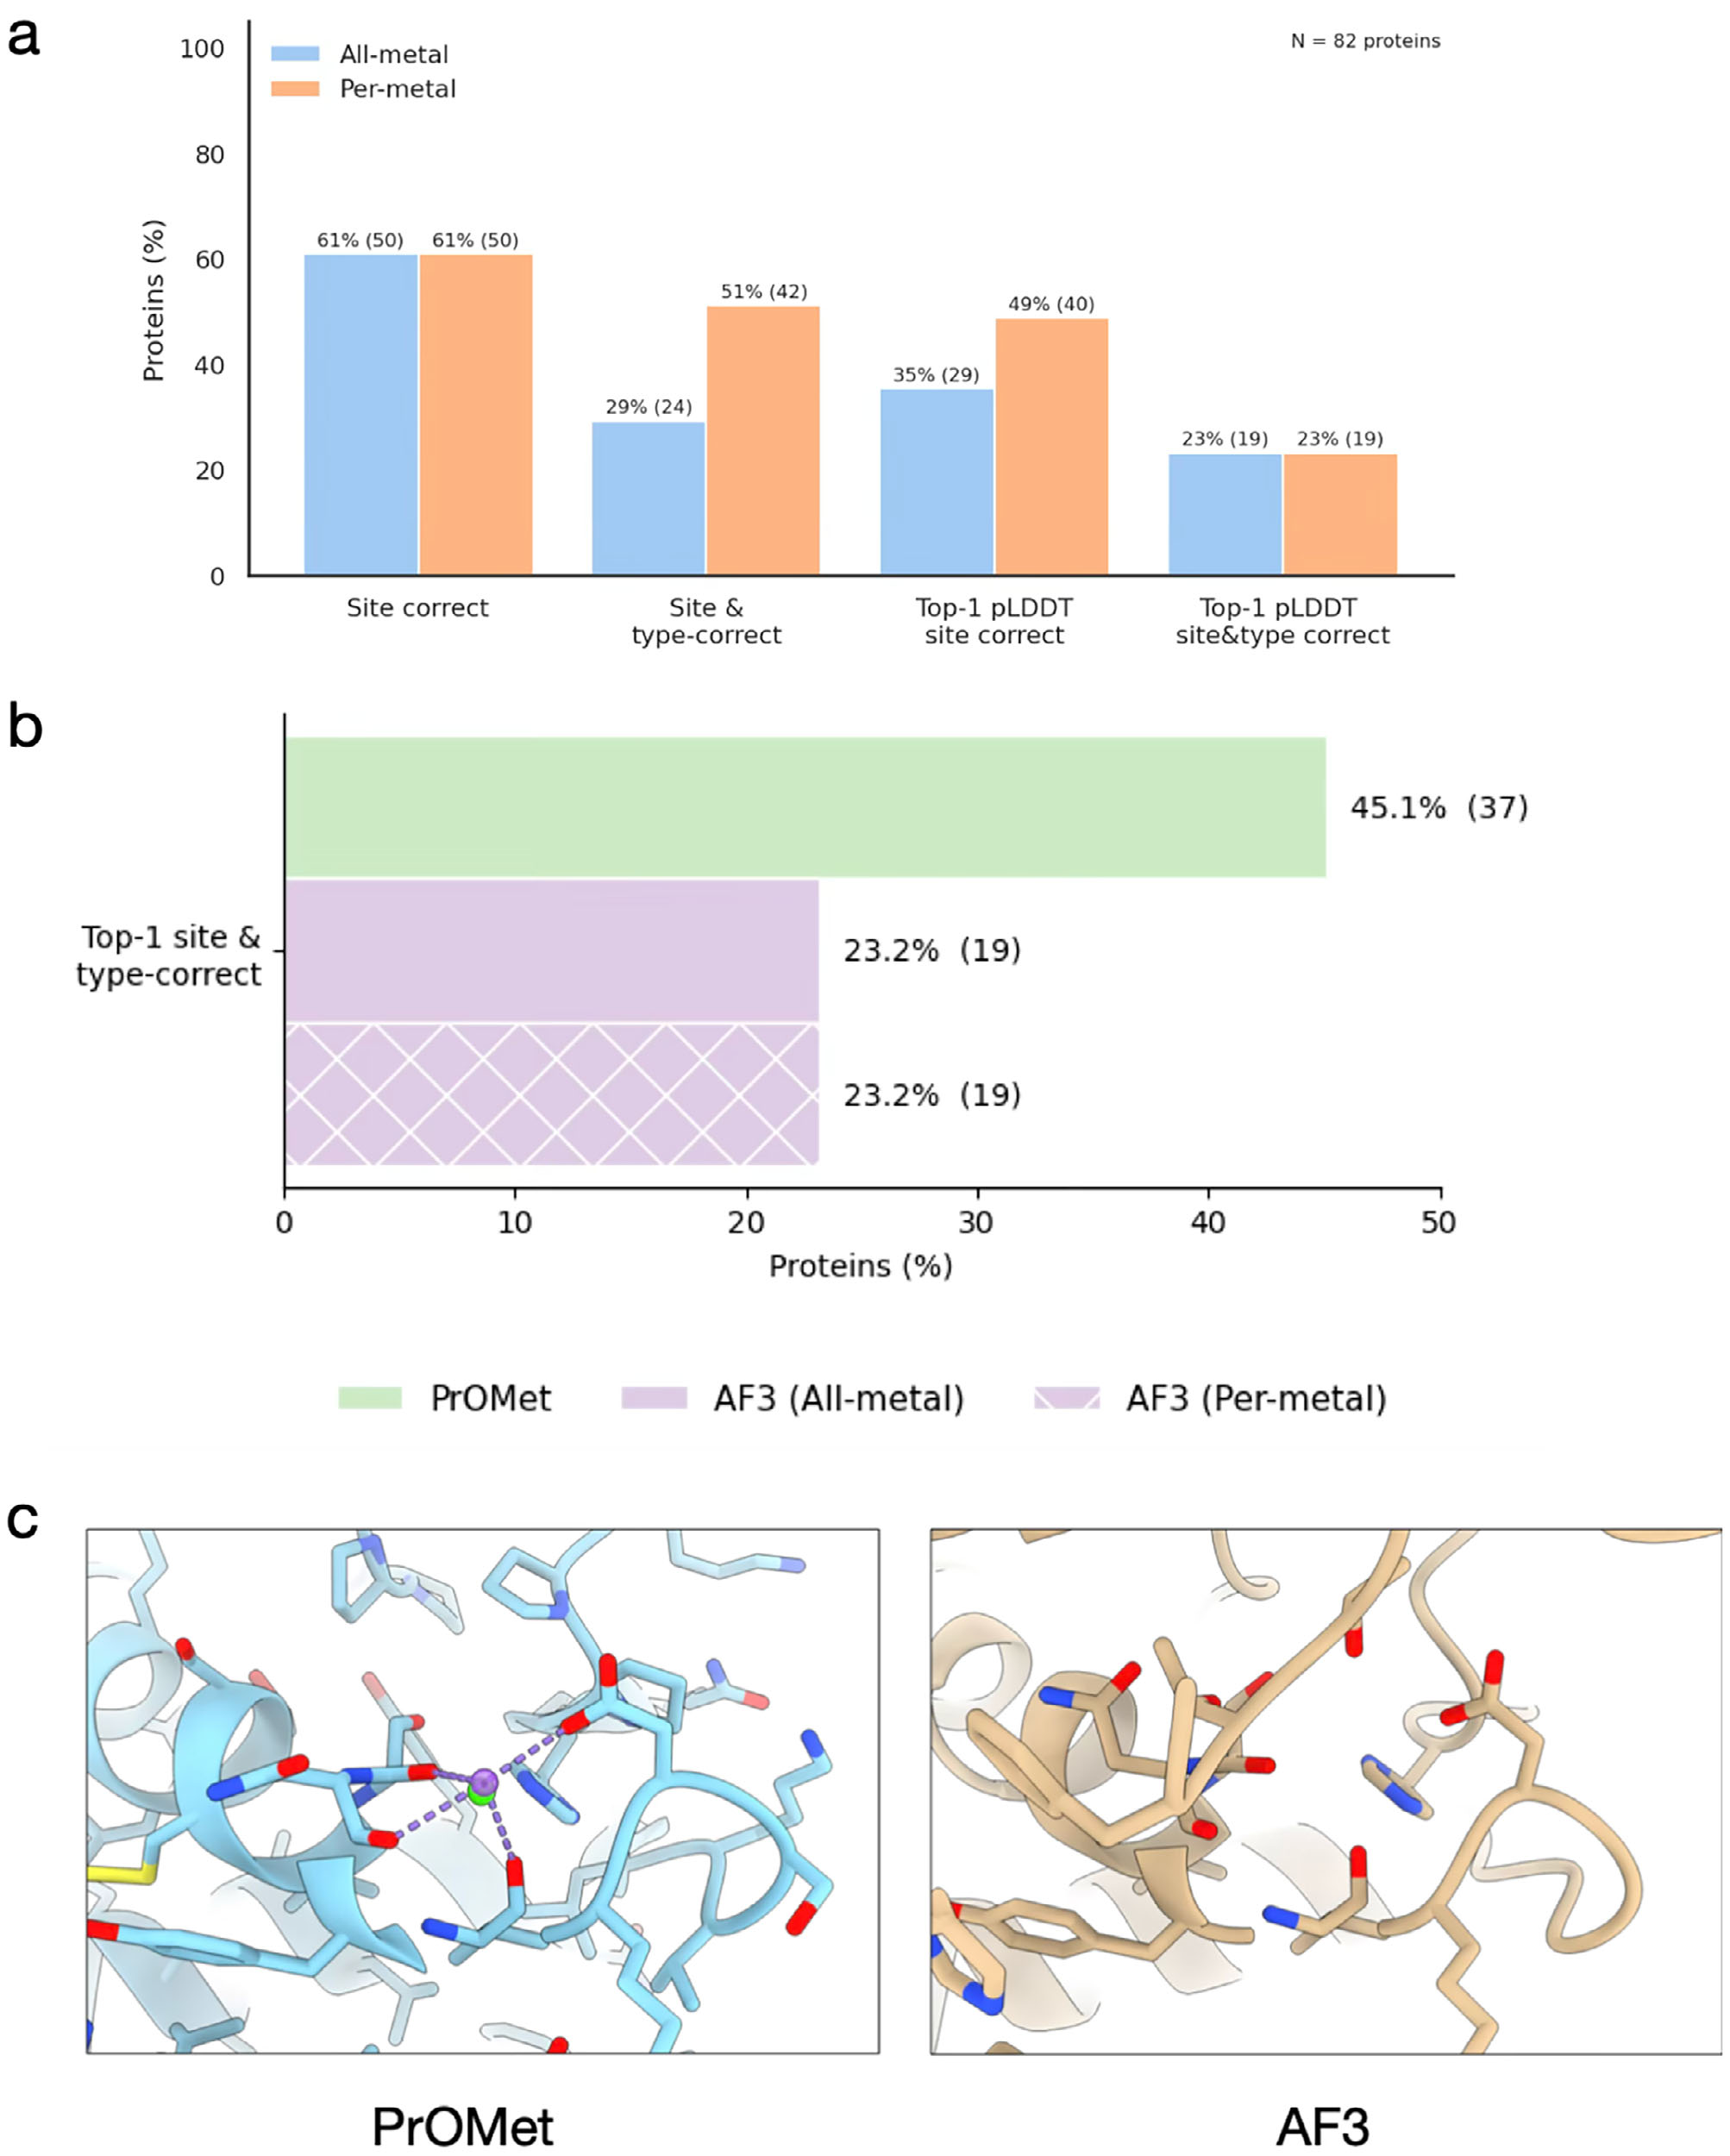 a
100
80
60
40
20
0
Proteins (%)
All-metal
Per-metal
N = 82 proteins
61% (50)
61% (50)
29% (24)
51% (42)
35% (29)
49% (40)
23% (19)
23% (19)
Site correct
Site &
type-correct
Top-1 pLDDT
site correct
Top-1 pLDDT
site&type correct
b
Top-1 site &
type-correct
45.1% (37)
23.2% (19)
23.2% (19)
0
10
20
30
40
50
Proteins (%)
PrOMet
AF3 (All-metal)
AF3 (Per-metal)
c
PrOMet
AF3